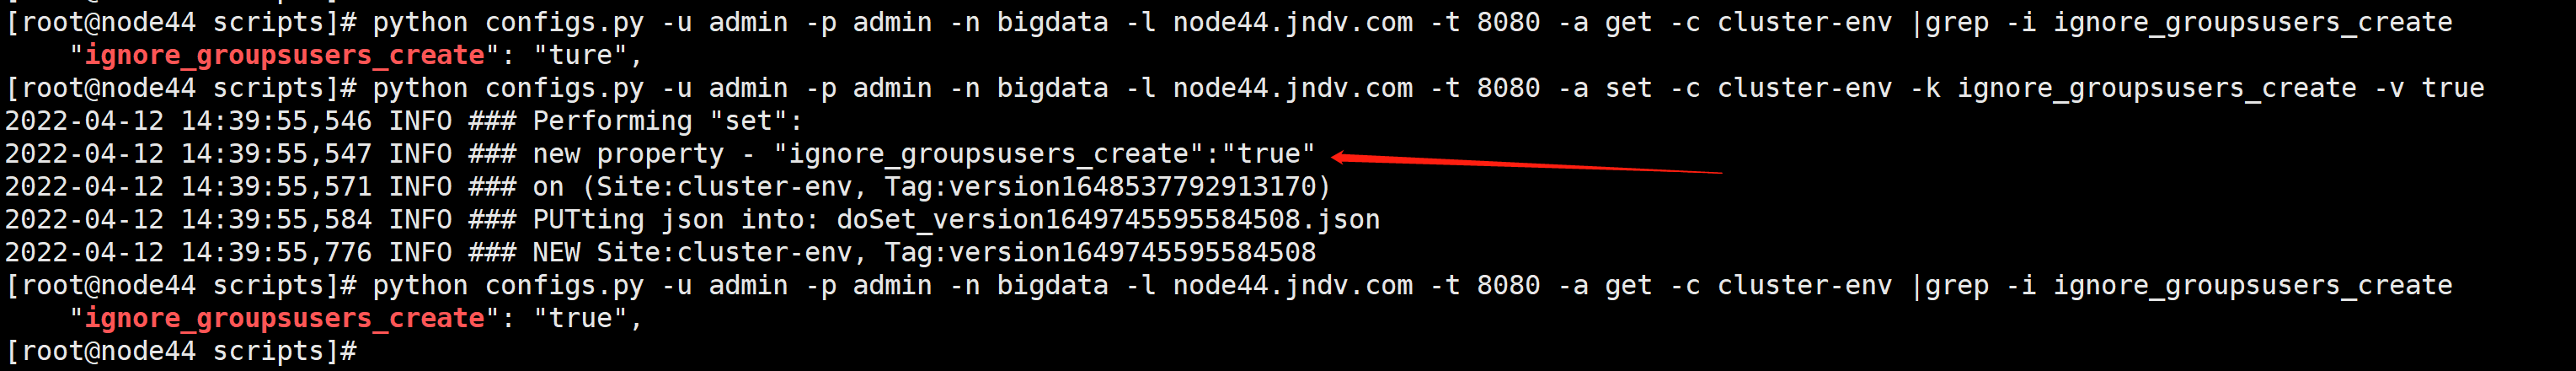 [root@node44 scripts]# python configs.py -u admin -p admin -n bigdata -l node44.jndv.com -t 8080 -a get -c cluster-env |grep -i ignore_groupsusers_create
    "ignore_groupsusers_create": "ture",
[root@node44 scripts]# python configs.py -u admin -p admin -n bigdata -l node44.jndv.com -t 8080 -a set -c cluster-env -k ignore_groupsusers_create -v true
2022-04-12 14:39:55,546 INFO ### Performing "set":
2022-04-12 14:39:55,547 INFO ### new property - "ignore_groupsusers_create":"true"
2022-04-12 14:39:55,571 INFO ### on (Site:cluster-env, Tag:version1648537792913170)
2022-04-12 14:39:55,584 INFO ### PUTting json into: doSet_version1649745595584508.json
2022-04-12 14:39:55,776 INFO ### NEW Site:cluster-env, Tag:version1649745595584508
[root@node44 scripts]# python configs.py -u admin -p admin -n bigdata -l node44.jndv.com -t 8080 -a get -c cluster-env |grep -i ignore_groupsusers_create
    "ignore_groupsusers_create": "true",
[root@node44 scripts]#